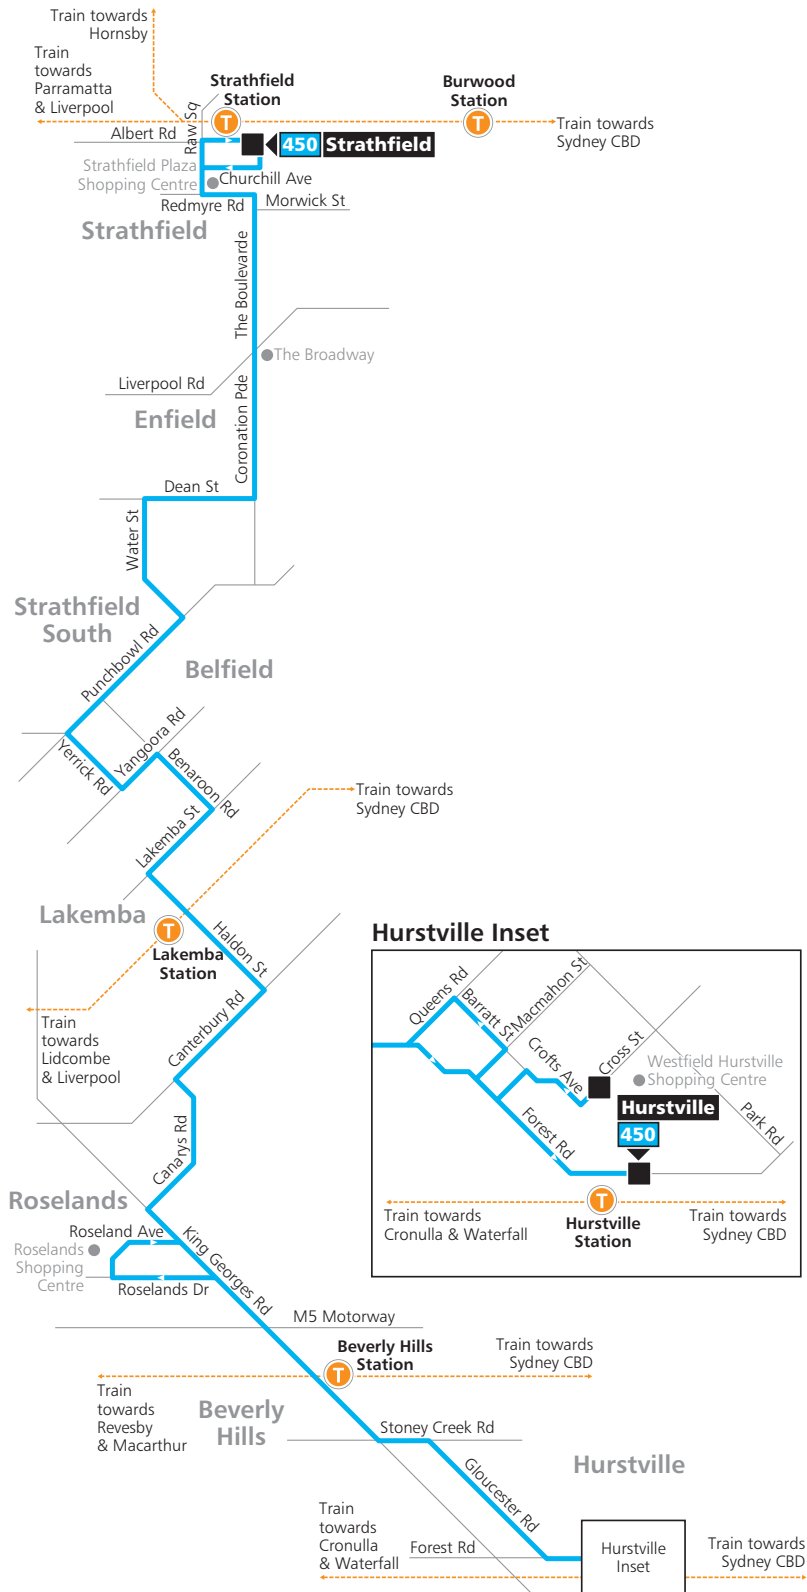 Train towards
Hornsby
Train
towards
Parramatta
& Liverpool
Strathfield
Station
Burwood
Station
T
T
Train towards
Sydney CBD
Raw Sq
Albert Rd
450 Strathfield
Strathfield Plaza
Shopping Centre
Churchill Ave
Redmyre Rd
Morwick St
Strathfield
The Boulevarde
The Broadway
Liverpool Rd
Enfield
Coronation Pde
Dean St
Water St
Strathfield
South
Punchbowl Rd
Belfield
Yerrick Rd
Yangoora Rd
Benaroon Rd
Train towards
Sydney CBD
Lakemba St
Lakemba
T
Lakemba
Station
Haldon St
Train
towards
Lidcombe
& Liverpool
Canterbury Rd
Canarys Rd
Hurstville Inset
Queens Rd
Barratt St
Macmahon St
Crofts Ave
Cross St
Westfield Hurstville
Shopping Centre
Hurstville
450
Park Rd
Forest Rd
T
Train towards
Cronulla & Waterfall
Hurstville
Station
Train towards
Sydney CBD
Roselands
Roseland Ave
Roselands
Shopping
Centre
King Georges Rd
Roselands Dr
M5 Motorway
Beverly Hills
Station
T
Train towards
Sydney CBD
Train
towards
Revesby
& Macarthur
Beverly
Hills
Stoney Creek Rd
Hurstville
Gloucester Rd
Train
towards
Cronulla
& Waterfall
Forest Rd
Hurstville
Inset
Train towards
Sydney CBD